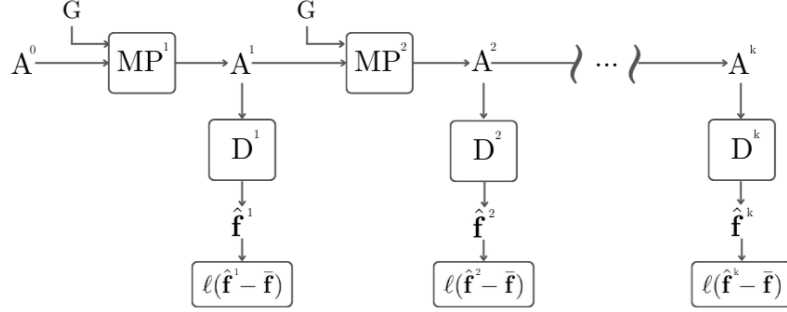 G G
A⁰ MP¹ A¹ MP² A² ... Aᵏ
D¹ D² Dᵏ
f̂¹ f̂² f̂ᵏ
ℓ(f̂¹ − f̄) ℓ(f̂² − f̄) ℓ(f̂ᵏ − f̄)